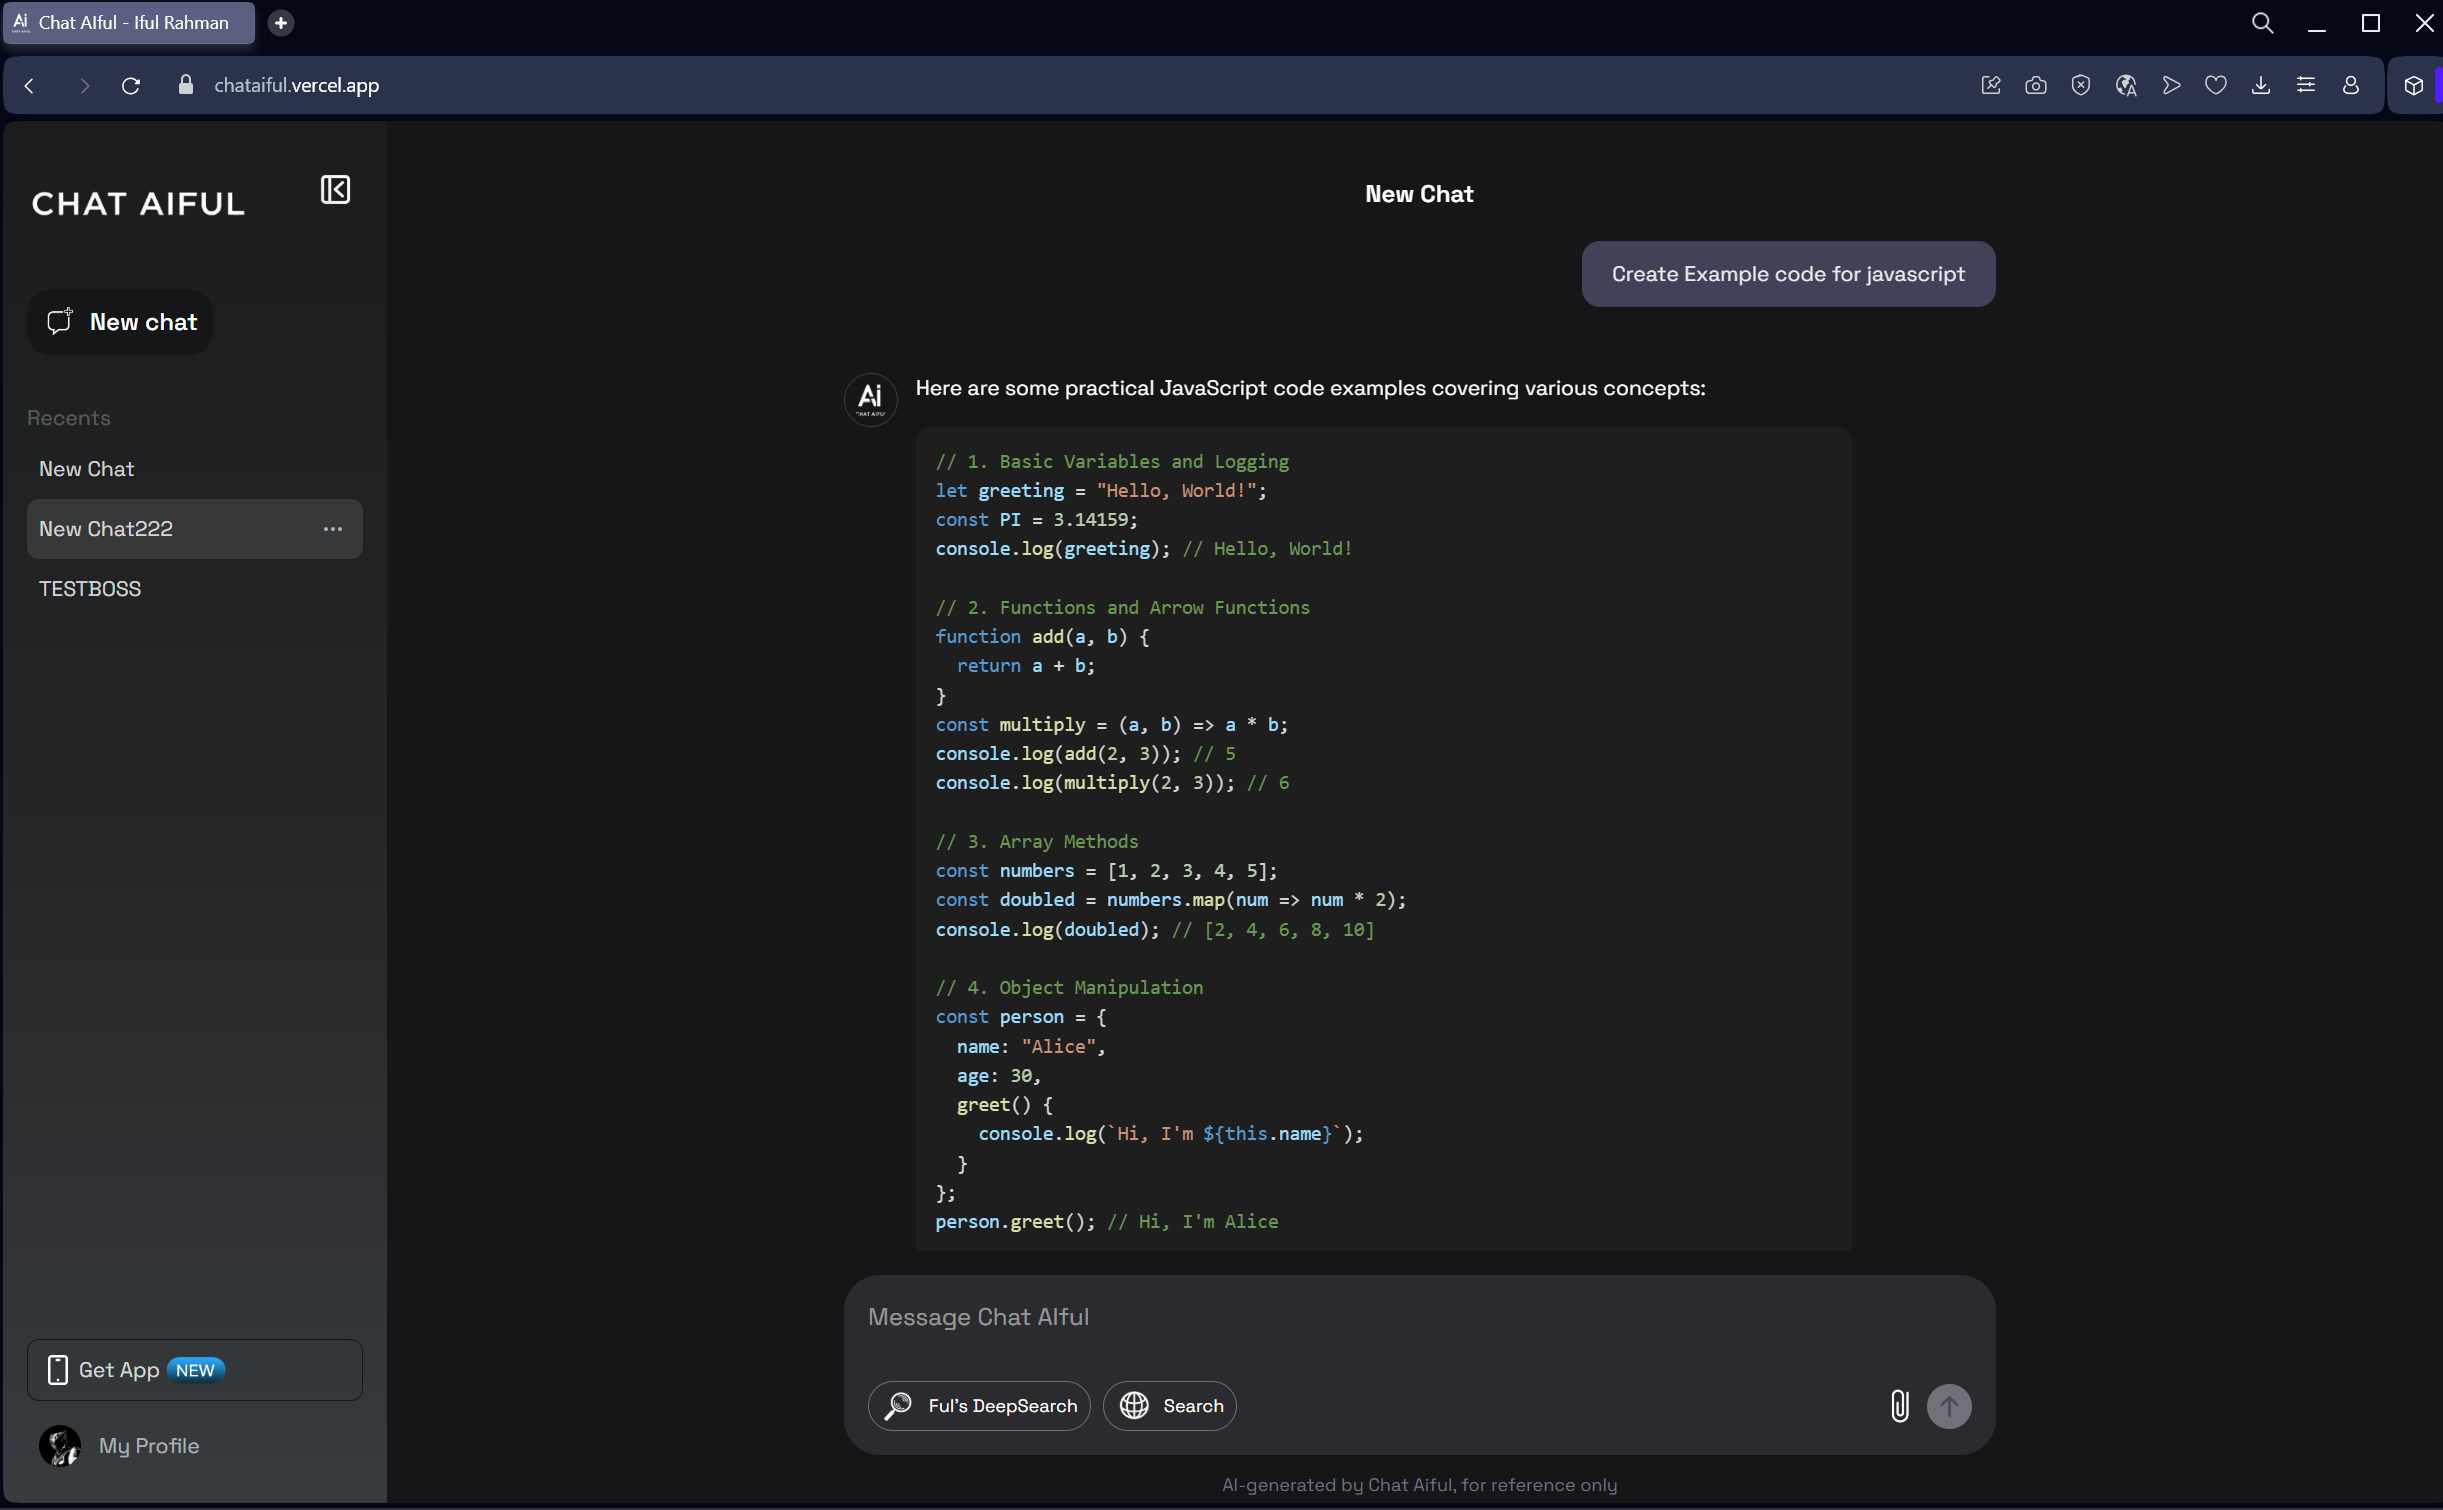 Chat AIful - Iful Rahman
chataiful.vercel.app
CHAT AIFUL
New chat
Recents
New Chat
New Chat222
TESTBOSS
Get App NEW
My Profile
New Chat
Create Example code for javascript
Ai
CHAT AIFUL
Here are some practical JavaScript code examples covering various concepts:
// 1. Basic Variables and Logging
let greeting = "Hello, World!";
const PI = 3.14159;
console.log(greeting); // Hello, World!
// 2. Functions and Arrow Functions
function add(a, b) {
  return a + b;
}
const multiply = (a, b) => a * b;
console.log(add(2, 3)); // 5
console.log(multiply(2, 3)); // 6
// 3. Array Methods
const numbers = [1, 2, 3, 4, 5];
const doubled = numbers.map(num => num * 2);
console.log(doubled); // [2, 4, 6, 8, 10]
// 4. Object Manipulation
const person = {
  name: "Alice",
  age: 30,
  greet() {
    console.log(`Hi, I'm ${this.name}`);
  }
};
person.greet(); // Hi, I'm Alice
Message Chat AIful
Ful's DeepSearch
Search
AI-generated by Chat Aiful, for reference only